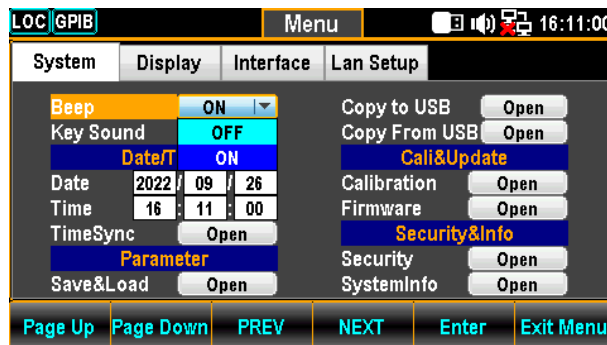 LOC GPIB Menu 16:11:00
System Display Interface Lan Setup
Beep ON Copy to USB Open
Key Sound OFF Copy From USB Open
Date/T ON Cali&Update
Date 2022 / 09 / 26 Calibration Open
Time 16 : 11 : 00 Firmware Open
TimeSync Open Security&Info
Parameter Security Open
Save&Load Open SystemInfo Open
Page Up Page Down PREV NEXT Enter Exit Menu